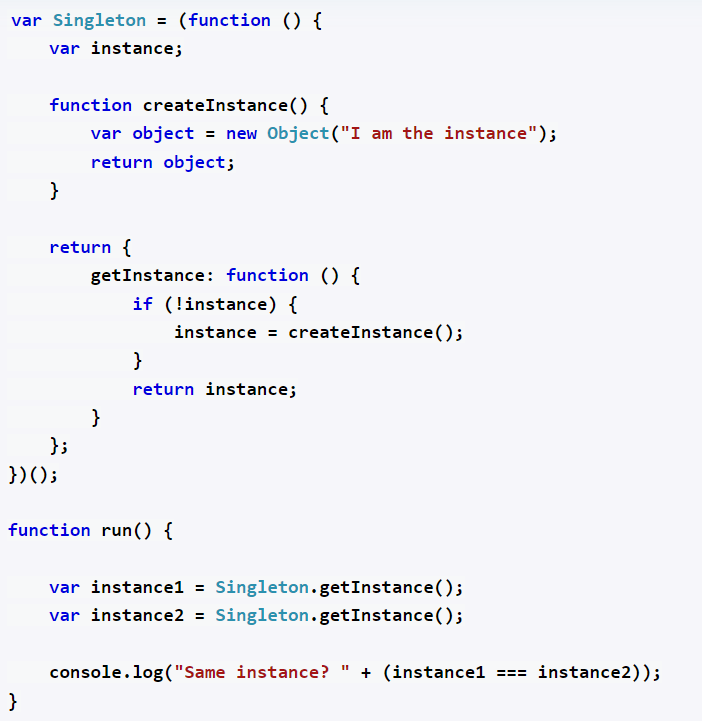 var Singleton = (function () {
    var instance;

    function createInstance() {
        var object = new Object("I am the instance");
        return object;
    }

    return {
        getInstance: function () {
            if (!instance) {
                instance = createInstance();
            }
            return instance;
        }
    };
})();

function run() {

    var instance1 = Singleton.getInstance();
    var instance2 = Singleton.getInstance();

    console.log("Same instance? " + (instance1 === instance2));
}